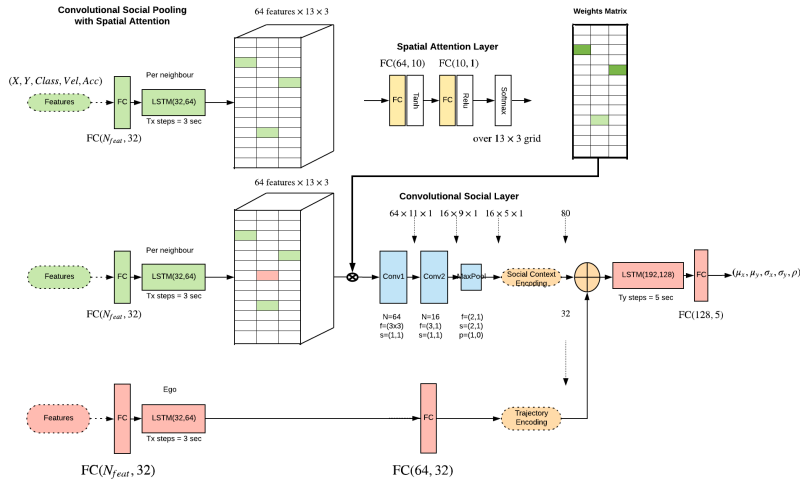 Convolutional Social Pooling
with Spatial Attention
64 features × 13 × 3
Weights Matrix
Spatial Attention Layer
FC(64, 10)
FC(10, 1)
(X, Y, Class, Vel, Acc)
Per neighbour
Features
FC
LSTM(32,64)
Tx steps = 3 sec
FC(N_feat, 32)
FC
Tanh
FC
Relu
Softmax
over 13 × 3 grid
64 features × 13 × 3
Convolutional Social Layer
64 × 11 × 1
16 × 9 × 1
16 × 5 × 1
80
Per neighbour
Features
FC
LSTM(32,64)
Tx steps = 3 sec
FC(N_feat, 32)
Conv1
Conv2
MaxPool
Social Context
Encoding
LSTM(192,128)
Ty steps = 5 sec
FC
(μ_x, μ_y, σ_x, σ_y, ρ)
FC(128, 5)
N=64
f=(3x3)
s=(1,1)
N=16
f=(3,1)
s=(1,1)
f=(2,1)
s=(2,1)
p=(1,0)
32
Ego
Features
FC
LSTM(32,64)
Tx steps = 3 sec
FC
Trajectory
Encoding
FC(N_feat, 32)
FC(64, 32)